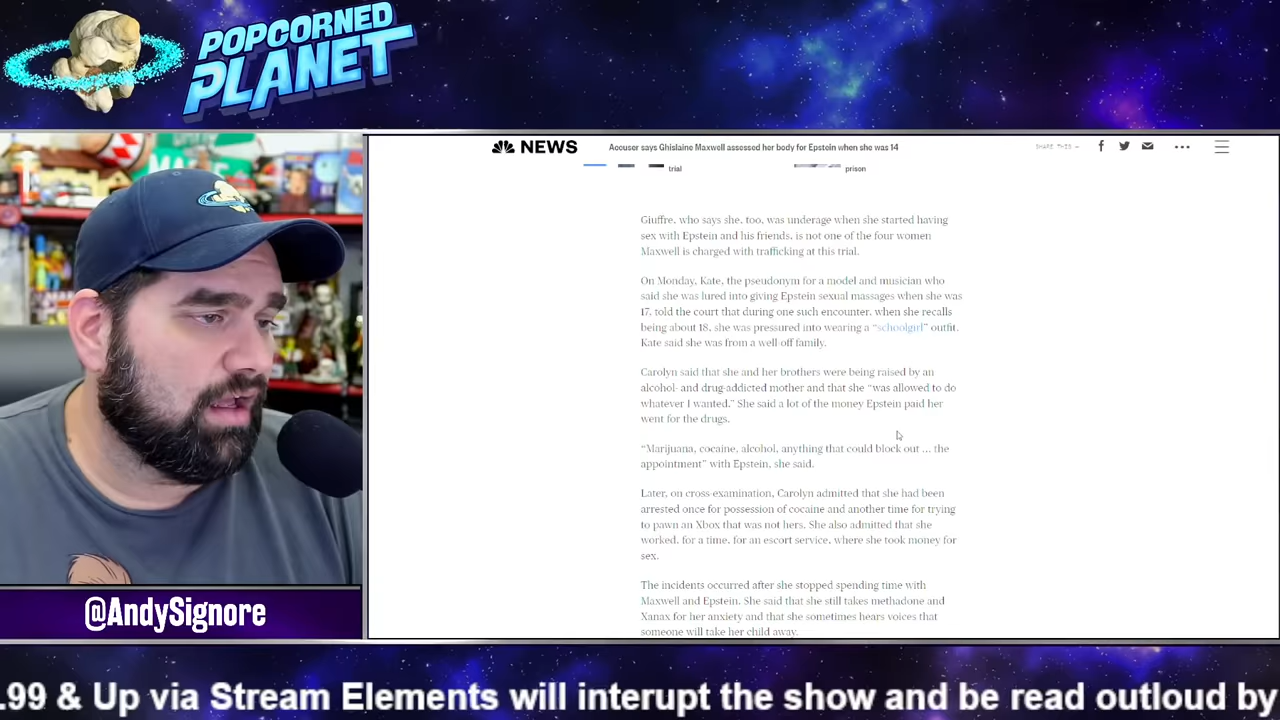 POPCORNED
PLANET
NEWS
Accuser says Ghislaine Maxwell assessed her body for Epstein when she was 14
SHARE THIS
trial
prison
Giuffre, who says she, too, was underage when she started having
sex with Epstein and his friends, is not one of the four women
Maxwell is charged with trafficking at this trial.
On Monday, Kate, the pseudonym for a model and musician who
said she was lured into giving Epstein sexual massages when she was
17, told the court that during one such encounter, when she recalls
being about 18, she was pressured into wearing a “schoolgirl” outfit.
Kate said she was from a well-off family.
Carolyn said that she and her brothers were being raised by an
alcohol- and drug-addicted mother and that she “was allowed to do
whatever I wanted.” She said a lot of the money Epstein paid her
went for the drugs.
“Marijuana, cocaine, alcohol, anything that could block out ... the
appointment” with Epstein, she said.
Later, on cross-examination, Carolyn admitted that she had been
arrested once for possession of cocaine and another time for trying
to pawn an Xbox that was not hers. She also admitted that she
worked, for a time, for an escort service, where she took money for
sex.
The incidents occurred after she stopped spending time with
Maxwell and Epstein. She said that she still takes methadone and
Xanax for her anxiety and that she sometimes hears voices that
someone will take her child away.
@AndySignore
.99 & Up via Stream Elements will interupt the show and be read outloud by